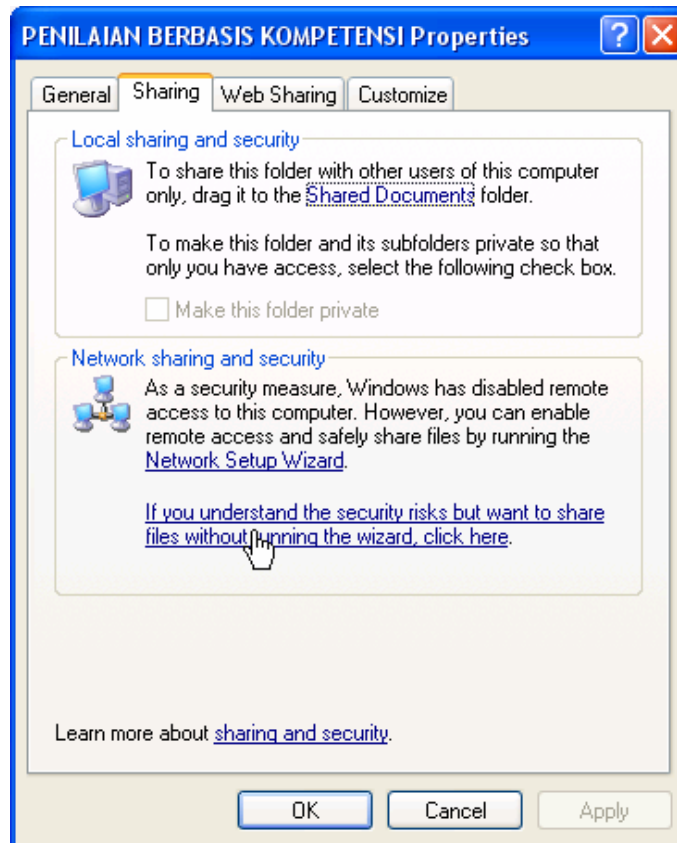 PENILAIAN BERBASIS KOMPETENSI Properties
General Sharing Web Sharing Customize
Local sharing and security
To share this folder with other users of this computer
only, drag it to the Shared Documents folder.
To make this folder and its subfolders private so that
only you have access, select the following check box.
Make this folder private
Network sharing and security
As a security measure, Windows has disabled remote
access to this computer. However, you can enable
remote access and safely share files by running the
Network Setup Wizard.
If you understand the security risks but want to share
files without running the wizard, click here.
Learn more about sharing and security.
OK Cancel Apply